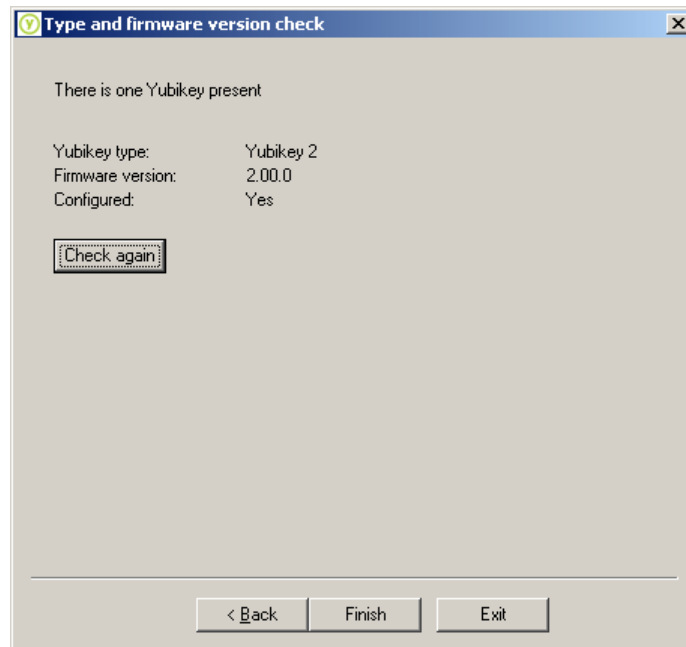 Type and firmware version check
There is one Yubikey present
Yubikey type: Yubikey 2
Firmware version: 2.00.0
Configured: Yes
Check again
< Back Finish Exit